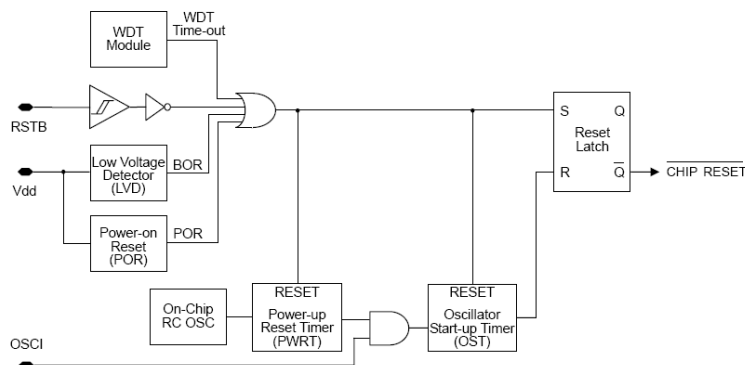 WDT
Time-out
WDT
Module
RSTB
Low Voltage
Detector
(LVD)
BOR
Vdd
Power-on
Reset
(POR)
POR
S Q
Reset
Latch
R Q
CHIP RESET
On-Chip
RC OSC
RESET
Power-up
Reset Timer
(PWRT)
RESET
Oscillator
Start-up Timer
(OST)
OSCI